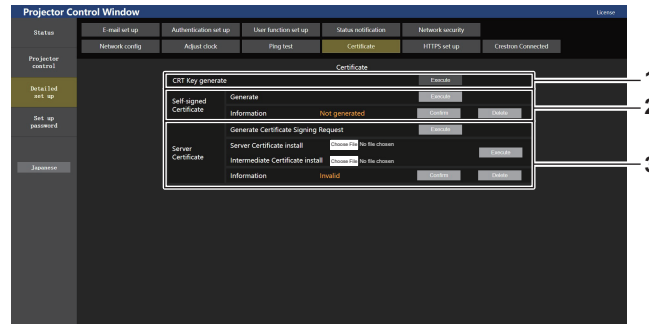 Projector Control Window
License
Status
E-mail set up
Authentication set up
User function set up
Status notification
Network security
Network config
Adjust clock
Ping test
Certificate
HTTPS set up
Crestron Connected
Projector
control
Detailed
set up
Set up
password
Japanese
Certificate
CRT Key generate
Execute
1
Self-signed
Certificate
Generate
Execute
Information
Not generated
Confirm
Delete
2
Server
Certificate
Generate Certificate Signing Request
Execute
Server Certificate install
Choose File No file chosen
Intermediate Certificate install
Choose File No file chosen
Execute
Information
Invalid
Confirm
Delete
3